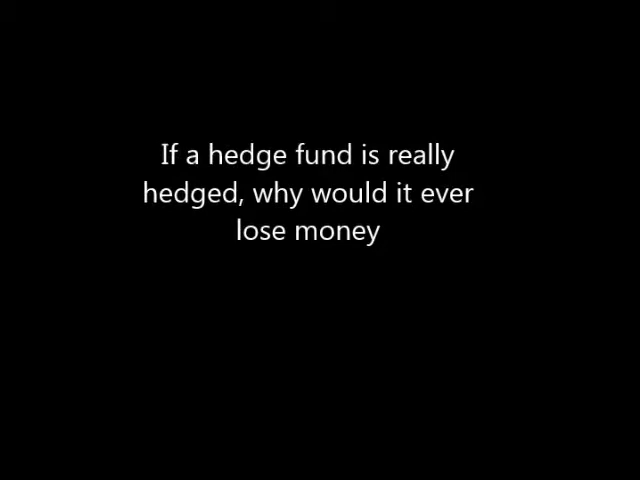 If a hedge fund is really
hedged, why would it ever
lose money